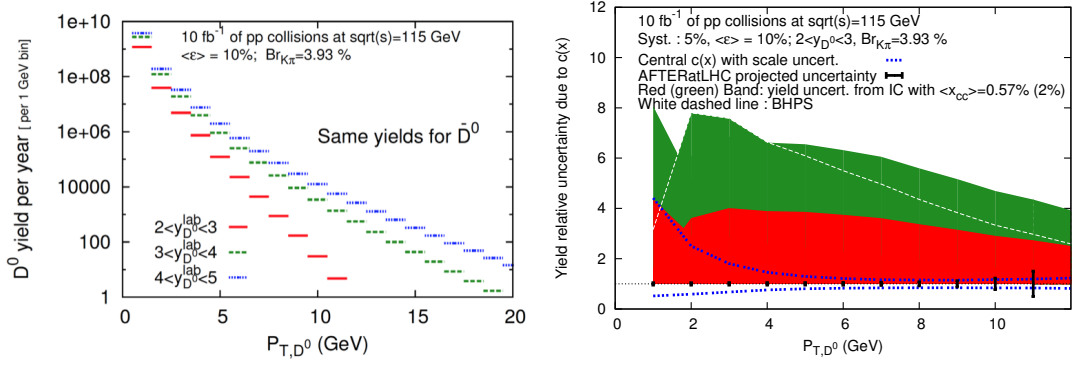 10 fb⁻¹ of pp collisions at sqrt(s)=115 GeV
<ε> = 10%; Br_Kπ=3.93 %
Same yields for D̄⁰
2<y_D⁰^lab<3
3<y_D⁰^lab<4
4<y_D⁰^lab<5
D⁰ yield per year [ per 1 GeV bin]
1e+10
1e+08
1e+06
10000
100
1
0 5 10 15 20
P_T,D⁰ (GeV)
10 fb⁻¹ of pp collisions at sqrt(s)=115 GeV
Syst. : 5%, <ε> = 10%; 2<y_D⁰<3, Br_Kπ=3.93 %
Central c(x) with scale uncert.
AFTERatLHC projected uncertainty
Red (green) Band: yield uncert. from IC with <x_cc>=0.57% (2%)
White dashed line : BHPS
Yield relative uncertainty due to c(x)
12
10
8
6
4
2
0
0 2 4 6 8 10
P_T,D⁰ (GeV)